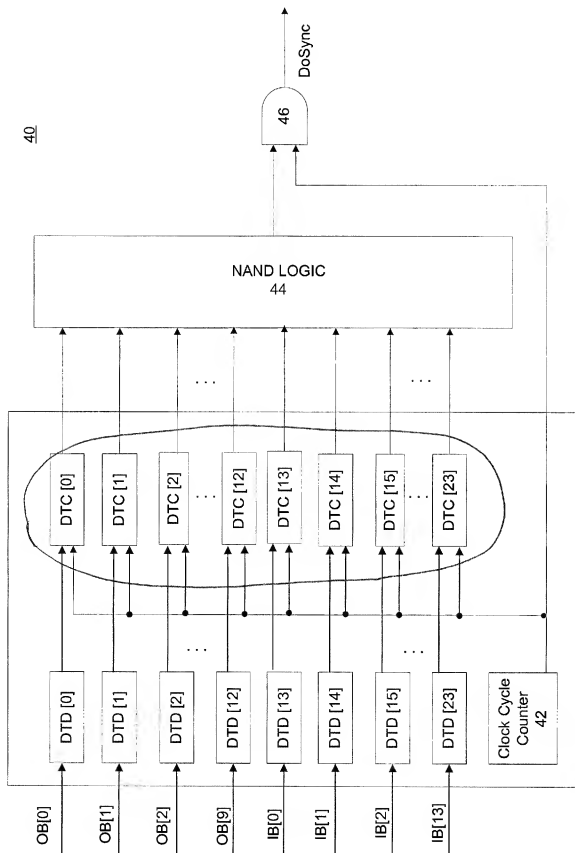 40
DoSync
46
NAND LOGIC
44
DTC [0]
DTC [1]
DTC [2]
. . .
DTC [12]
DTC [13]
DTC [14]
DTC [15]
. . .
DTC [23]
. . .
. . .
DTD [0]
DTD [1]
DTD [2]
. . .
DTD [12]
DTD [13]
DTD [14]
DTD [15]
. . .
DTD [23]
Clock Cycle
Counter
42
OB[0]
OB[1]
OB[2]
OB[9]
IB[0]
IB[1]
IB[2]
IB[13]